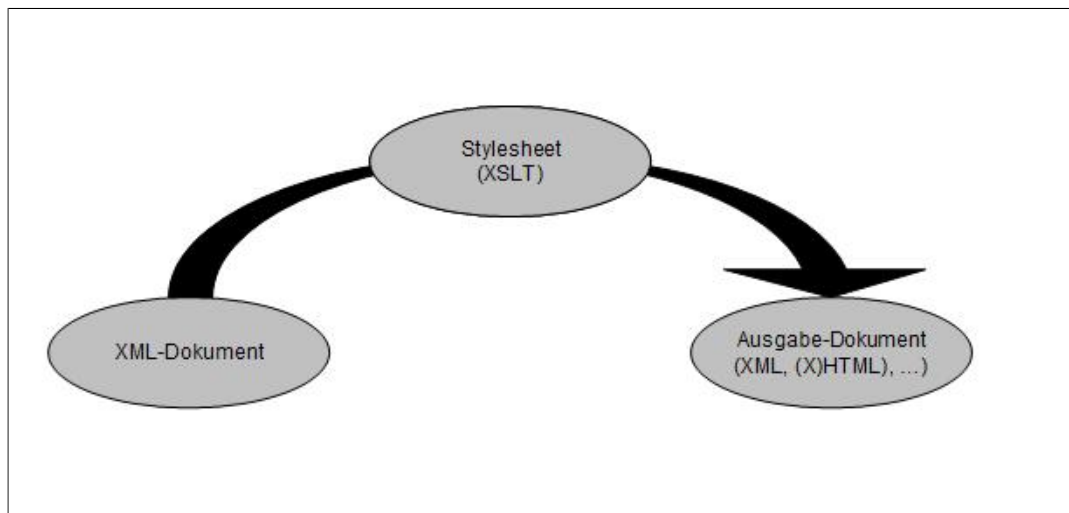 Stylesheet
(XSLT)
XML-Dokument
Ausgabe-Dokument
(XML, (X)HTML), ...)